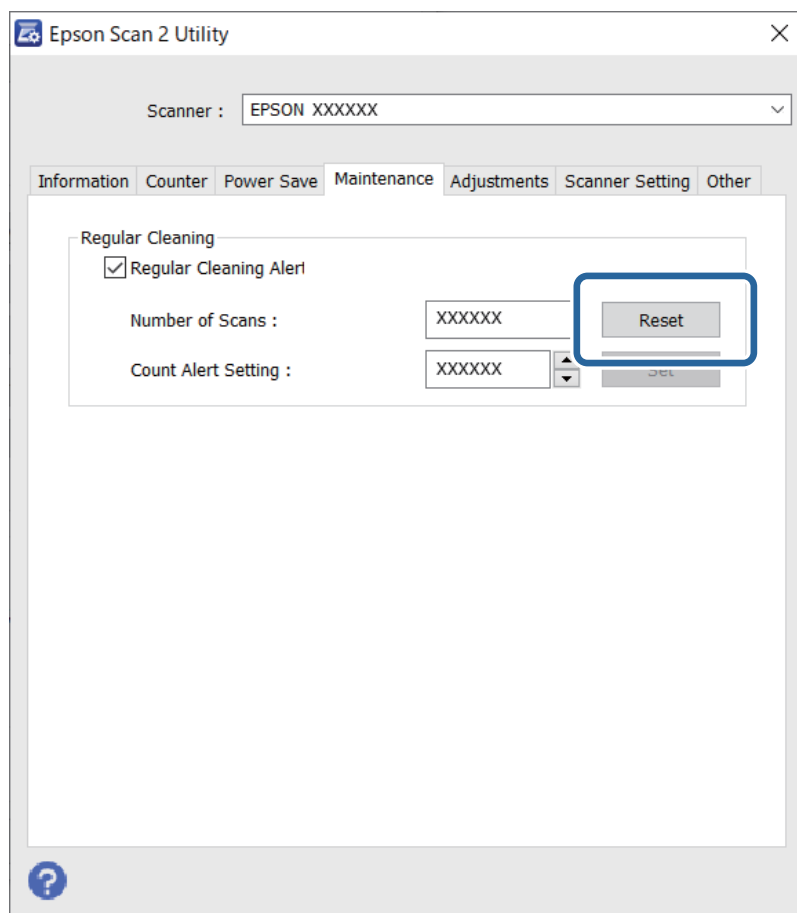 Epson Scan 2 Utility
Scanner : EPSON XXXXXX
Information Counter Power Save Maintenance Adjustments Scanner Setting Other
Regular Cleaning
Regular Cleaning Alert
Number of Scans : XXXXXX Reset
Count Alert Setting : XXXXXX Set
?